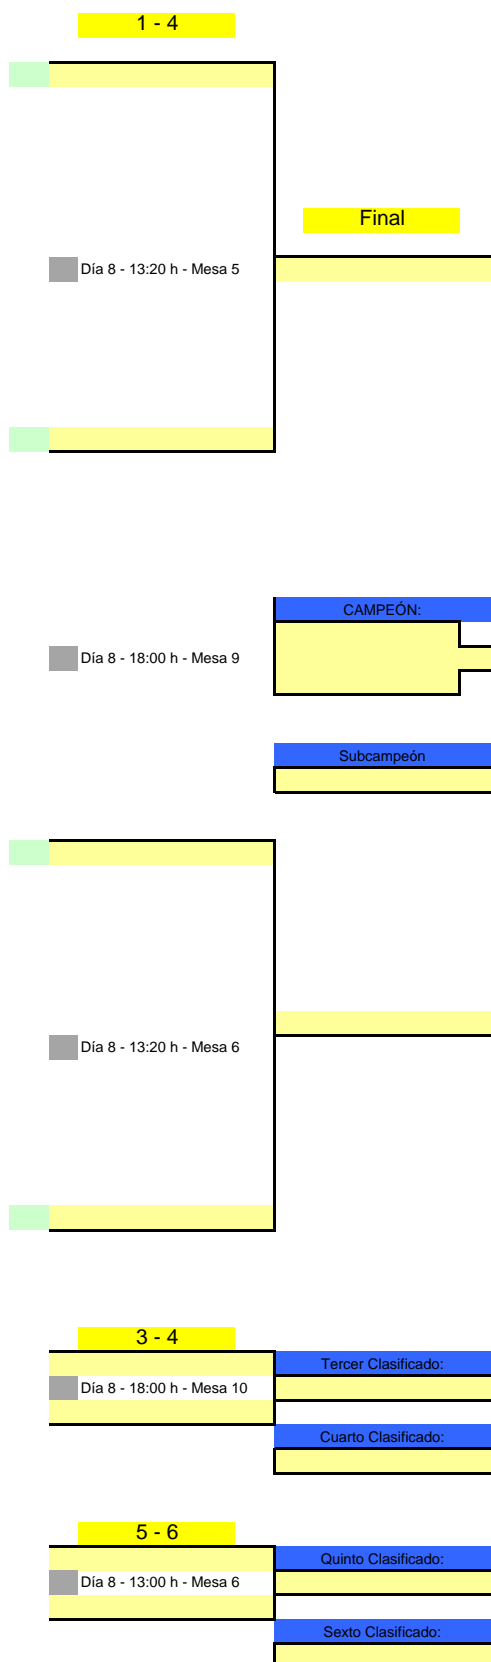 1 - 4
Final
Día 8 - 13:20 h - Mesa 5
CAMPEÓN:
Día 8 - 18:00 h - Mesa 9
Subcampeón
Día 8 - 13:20 h - Mesa 6
3 - 4
Tercer Clasificado:
Día 8 - 18:00 h - Mesa 10
Cuarto Clasificado:
5 - 6
Quinto Clasificado:
Día 8 - 13:00 h - Mesa 6
Sexto Clasificado: